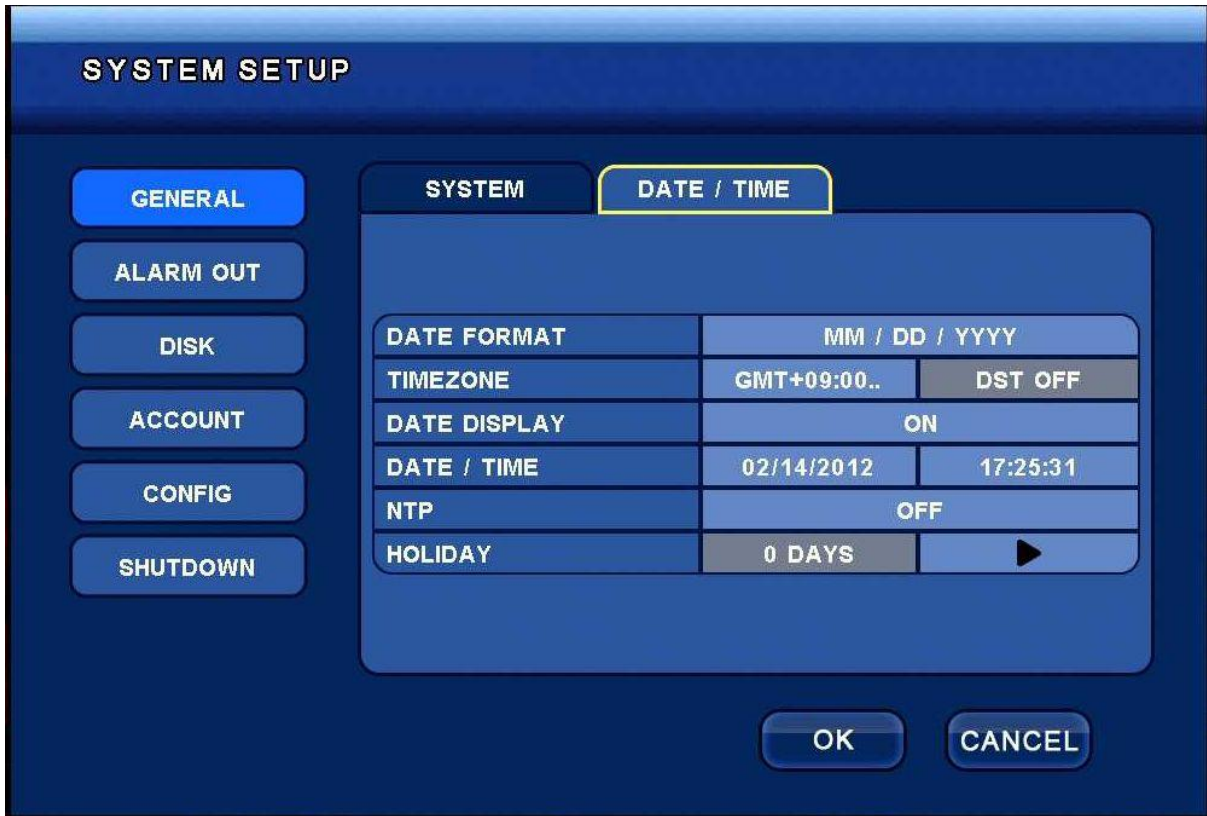 SYSTEM SETUP
GENERAL
ALARM OUT
DISK
ACCOUNT
CONFIG
SHUTDOWN
SYSTEM DATE / TIME
DATE FORMAT MM / DD / YYYY
TIMEZONE GMT+09:00.. DST OFF
DATE DISPLAY ON
DATE / TIME 02/14/2012 17:25:31
NTP OFF
HOLIDAY 0 DAYS
OK CANCEL